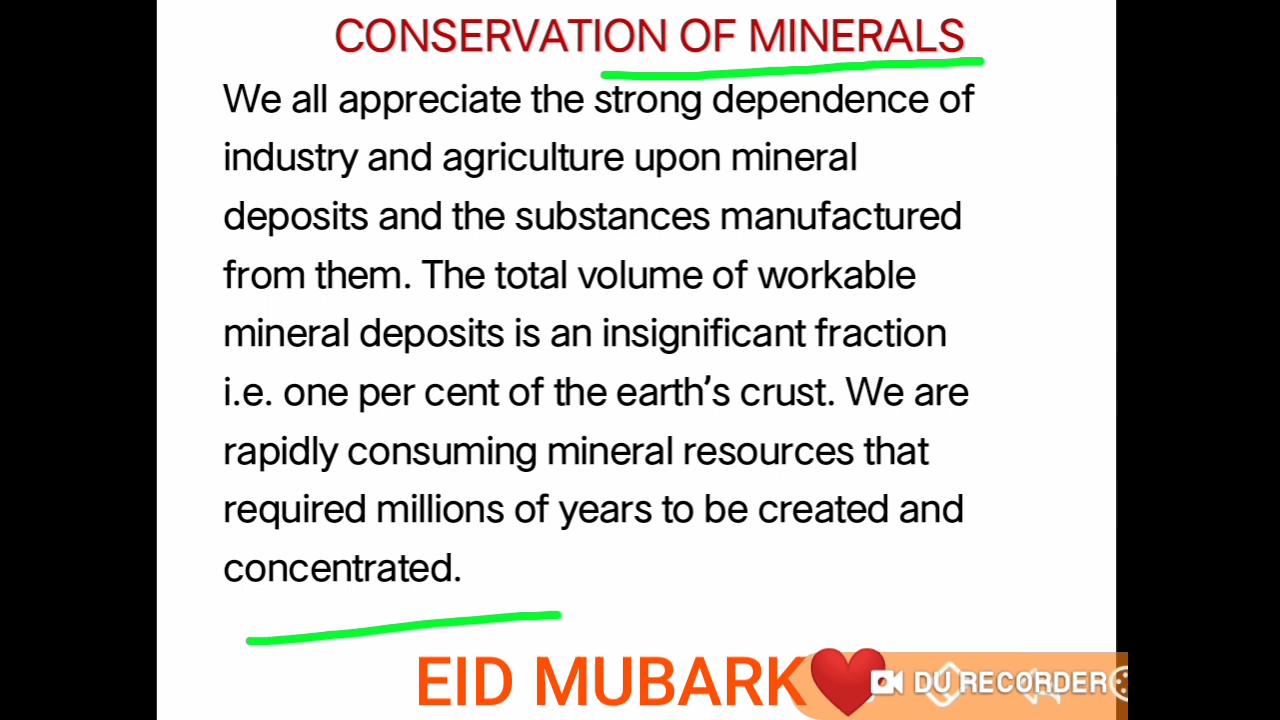 CONSERVATION OF MINERALS
We all appreciate the strong dependence of
industry and agriculture upon mineral
deposits and the substances manufactured
from them. The total volume of workable
mineral deposits is an insignificant fraction
i.e. one per cent of the earth’s crust. We are
rapidly consuming mineral resources that
required millions of years to be created and
concentrated.
EID MUBARK
DU RECORDER